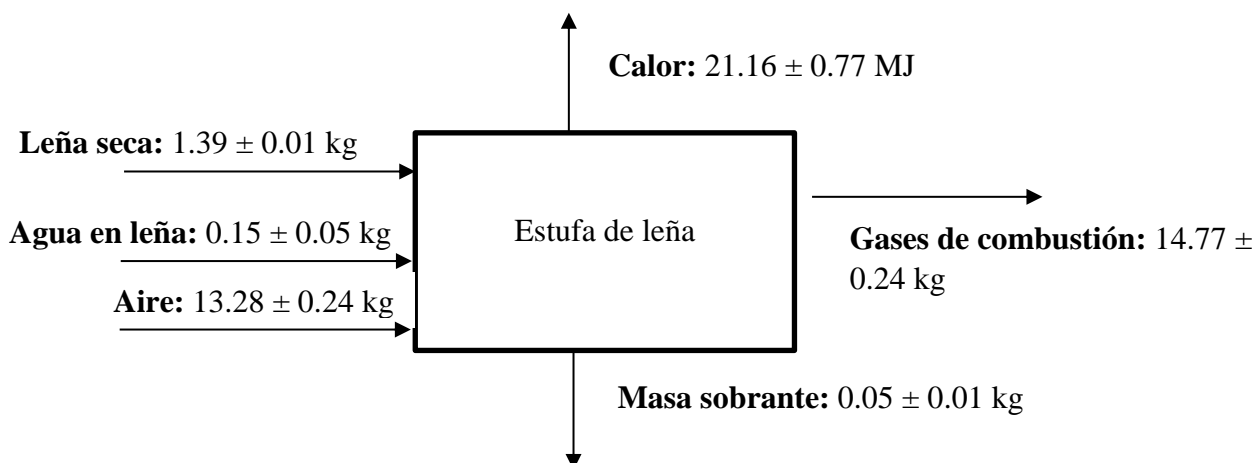 Calor: 21.16 ± 0.77 MJ
Leña seca: 1.39 ± 0.01 kg
Agua en leña: 0.15 ± 0.05 kg
Estufa de leña
Gases de combustión: 14.77 ±
0.24 kg
Aire: 13.28 ± 0.24 kg
Masa sobrante: 0.05 ± 0.01 kg